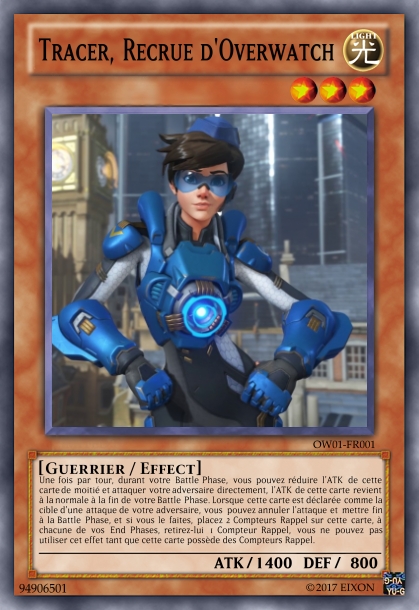 TRACER, RECRUE D'OVERWATCH
LIGHT
光
OW01-FR001
[GUERRIER / EFFECT]
Une fois par tour, durant votre Battle Phase, vous pouvez réduire l'ATK de cette
carte de moitié et attaquer votre adversaire directement, l'ATK de cette carte revient
à la normale à la fin de votre Battle Phase. Lorsque cette carte est déclarée comme la
cible d'une attaque de votre adversaire, vous pouvez annuler l'attaque et mettre fin
à la Battle Phase, et si vous le faites, placez 2 Compteurs Rappel sur cette carte, à
chacune de vos End Phases, retirez-lui 1 Compteur Rappel, vous ne pouvez pas
utiliser cet effet tant que cette carte possède des Compteurs Rappel.
ATK / 1400 DEF / 800
94906501
©2017 EIXON
YU-G